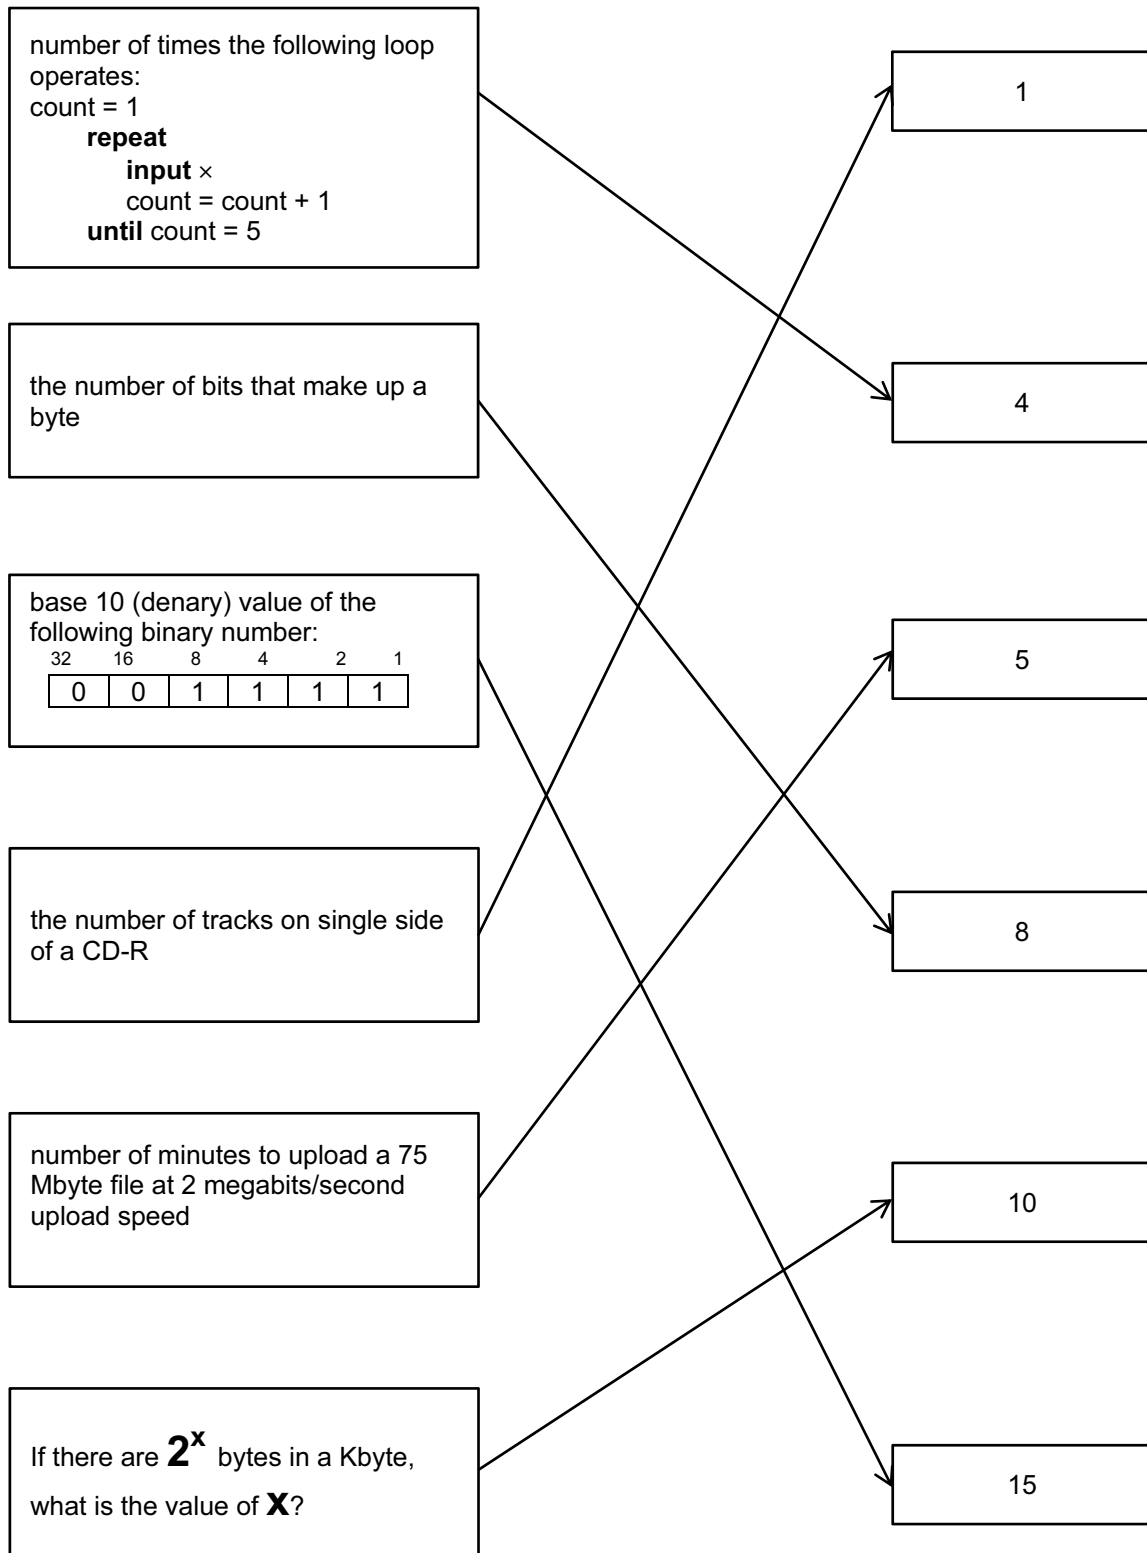 number of times the following loop
operates:
count = 1
repeat
input ×
count = count + 1
until count = 5
the number of bits that make up a
byte
base 10 (denary) value of the
following binary number:
32 16 8 4 2 1
0 0 1 1 1 1
the number of tracks on single side
of a CD-R
number of minutes to upload a 75
Mbyte file at 2 megabits/second
upload speed
If there are 2^x bytes in a Kbyte,
what is the value of x?
1
4
5
8
10
15